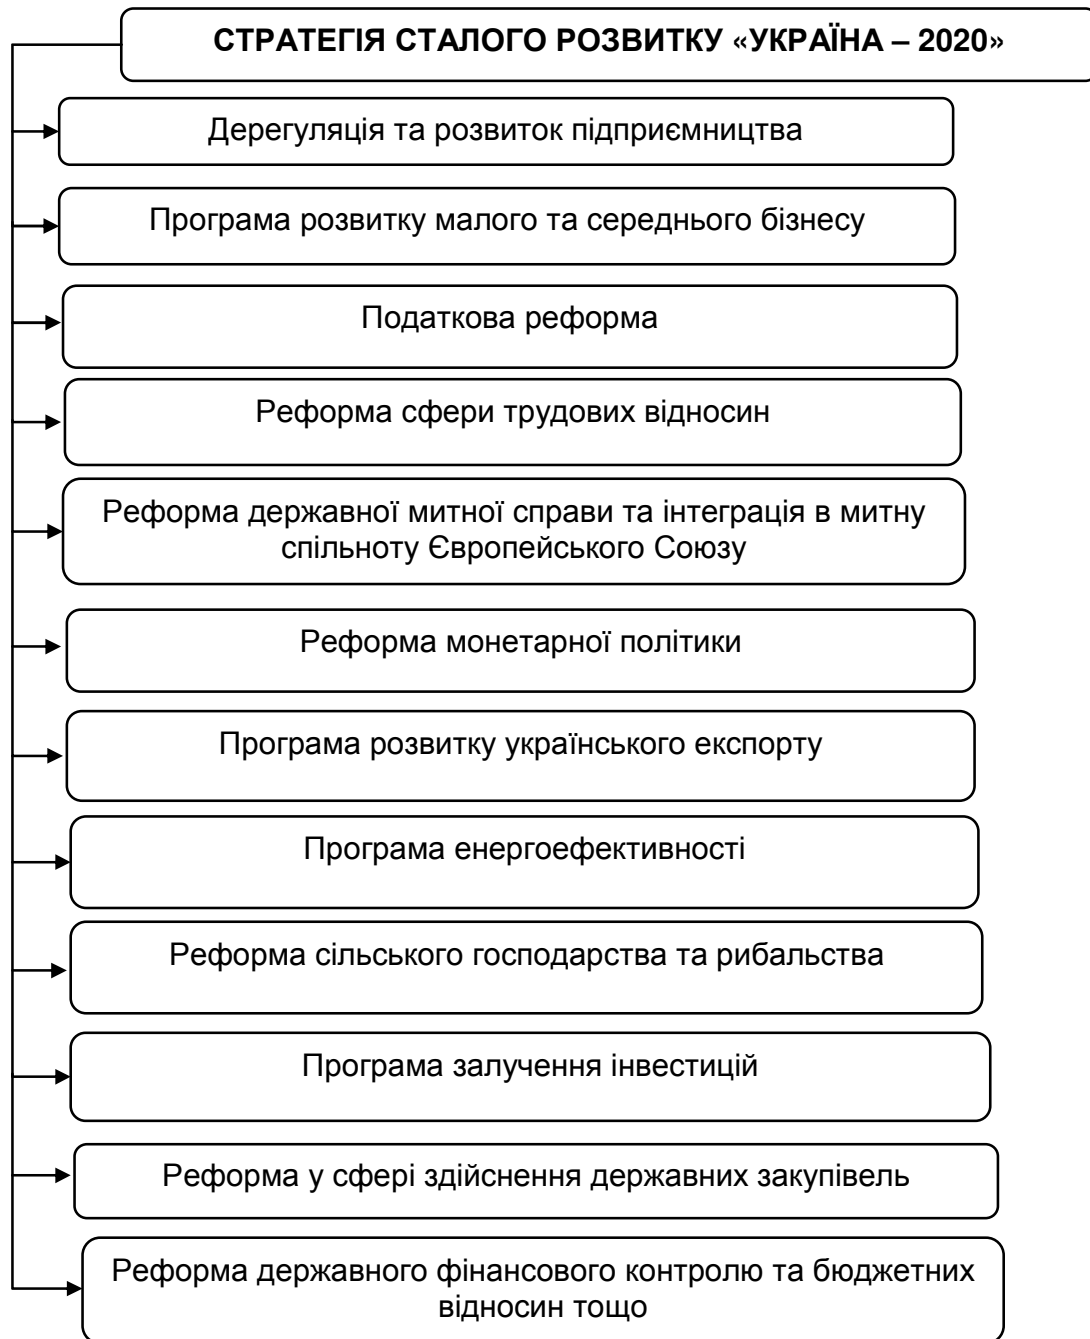 СТРАТЕГІЯ СТАЛОГО РОЗВИТКУ «УКРАЇНА – 2020»
Дерегуляція та розвиток підприємництва
Програма розвитку малого та середнього бізнесу
Податкова реформа
Реформа сфери трудових відносин
Реформа державної митної справи та інтеграція в митну
спільноту Європейського Союзу
Реформа монетарної політики
Програма розвитку українського експорту
Програма енергоефективності
Реформа сільського господарства та рибальства
Програма залучення інвестицій
Реформа у сфері здійснення державних закупівель
Реформа державного фінансового контролю та бюджетних
відносин тощо